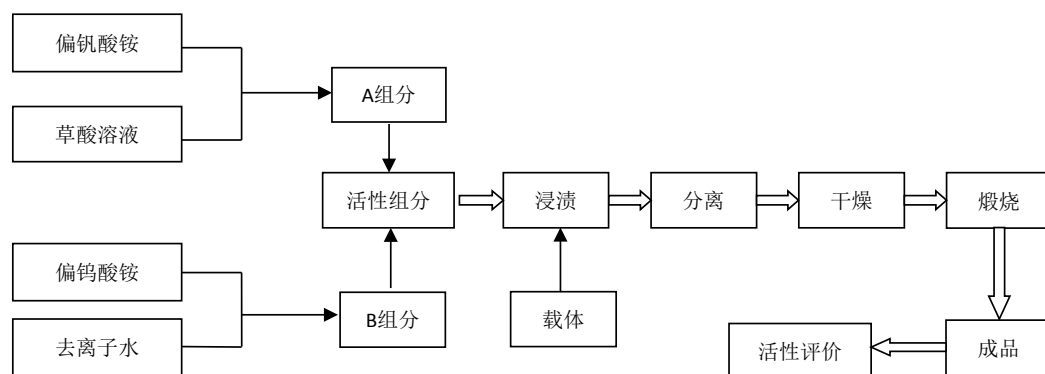 偏钒酸铵
草酸溶液
A组分
活性组分
浸渍
分离
干燥
煅烧
偏钨酸铵
去离子水
B组分
载体
成品
活性评价